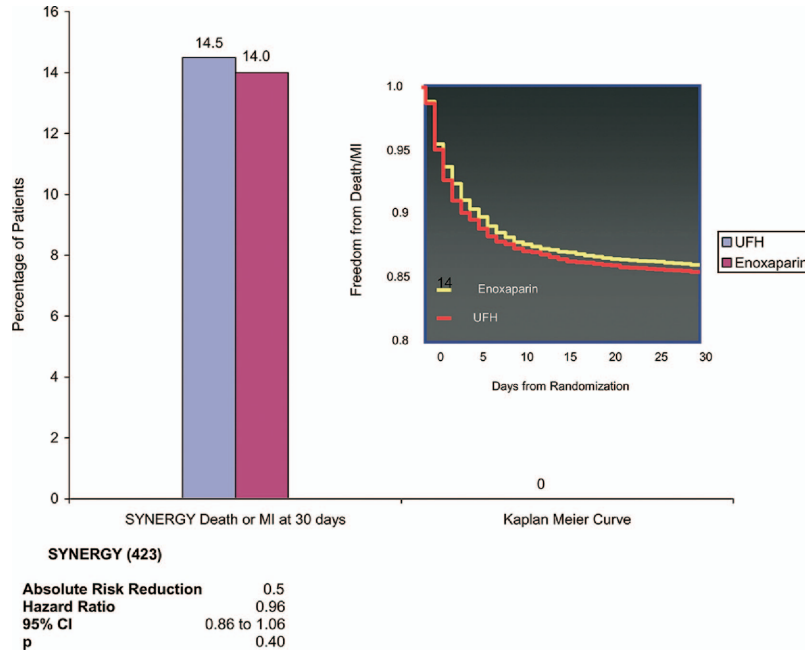 16
14
12
10
8
6
4
2
0
Percentage of Patients
14.5
14.0
0
SYNERGY Death or MI at 30 days
Kaplan Meier Curve
1.0
0.95
0.9
0.85
0.8
Freedom from Death/MI
14
Enoxaparin
UFH
0 5 10 15 20 25 30
Days from Randomization
UFH
Enoxaparin
SYNERGY (423)
Absolute Risk Reduction 0.5
Hazard Ratio 0.96
95% CI 0.86 to 1.06
p 0.40